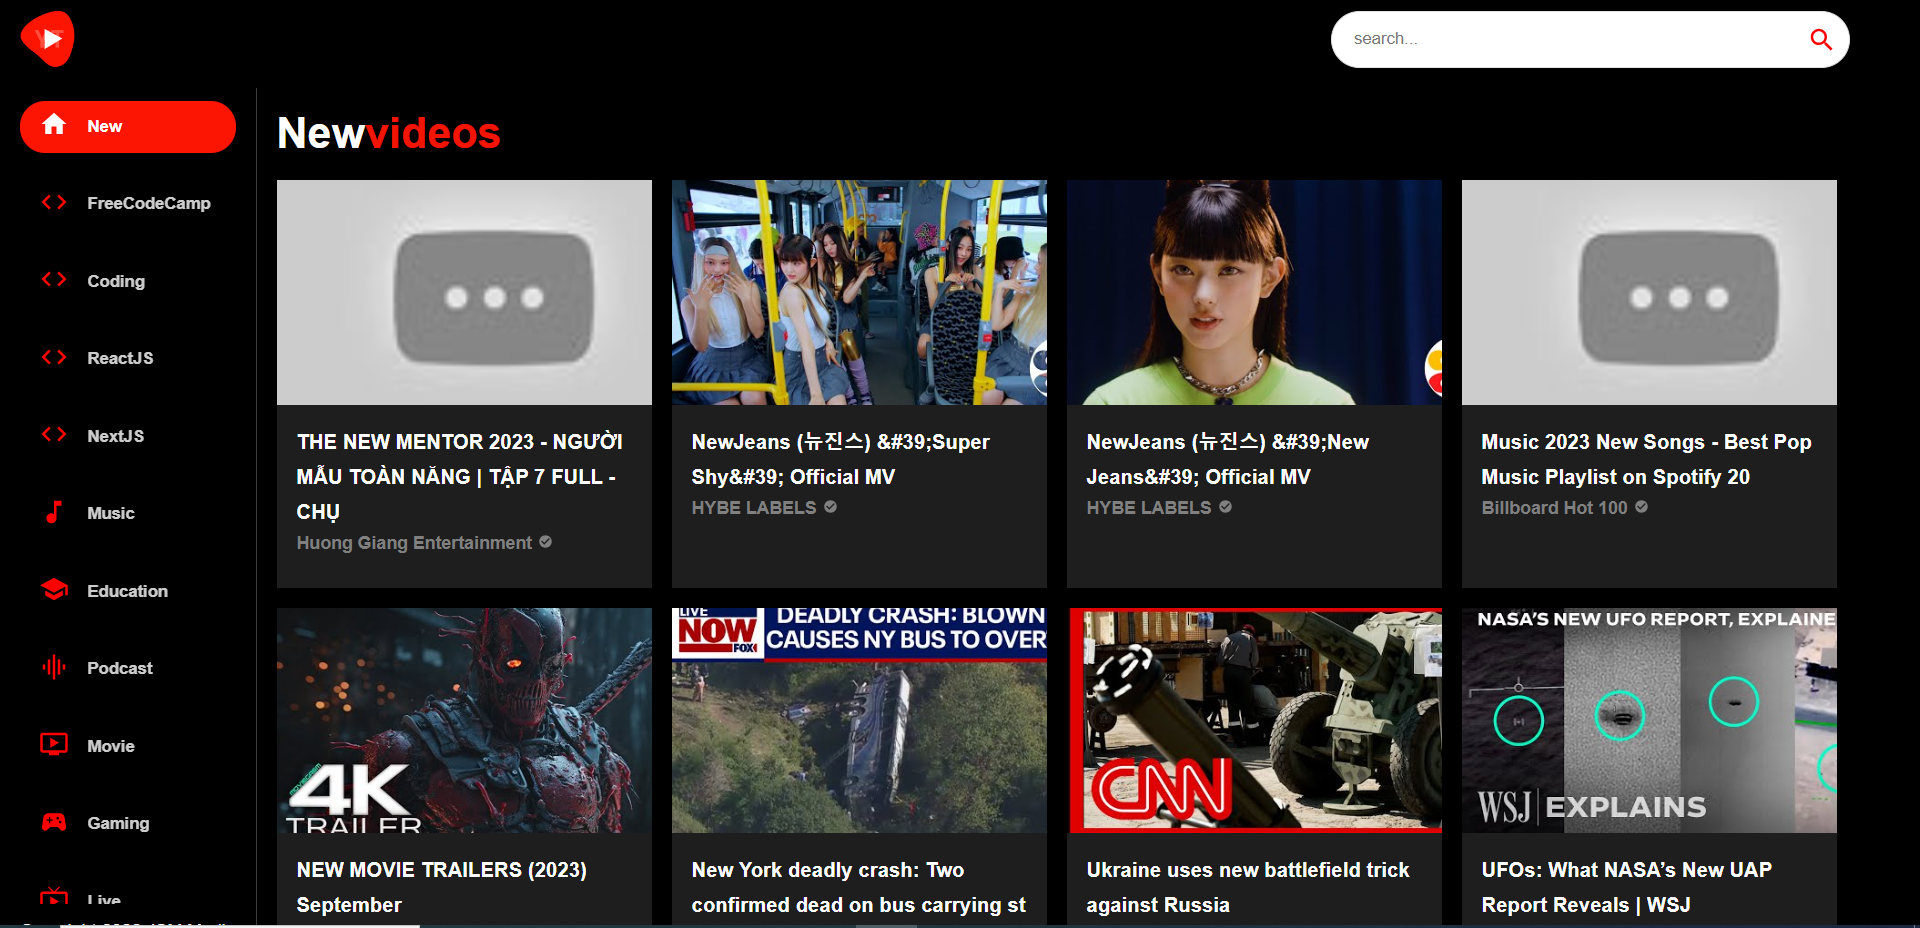 YT
search...
New
FreeCodeCamp
Coding
ReactJS
NextJS
Music
Education
Podcast
Movie
Gaming
Live
Newvideos
THE NEW MENTOR 2023 - NGƯỜI
MẪU TOÀN NĂNG | TẬP 7 FULL -
CHỤ
Huong Giang Entertainment
NewJeans (뉴진스) &#39;Super
Shy&#39; Official MV
HYBE LABELS
NewJeans (뉴진스) &#39;New
Jeans&#39; Official MV
HYBE LABELS
Music 2023 New Songs - Best Pop
Music Playlist on Spotify 20
Billboard Hot 100
4K
TRAILER
NEW MOVIE TRAILERS (2023)
September
LIVE
NOW
FOX
DEADLY CRASH: BLOWN
CAUSES NY BUS TO OVER
New York deadly crash: Two
confirmed dead on bus carrying st
CNN
Ukraine uses new battlefield trick
against Russia
NASA'S NEW UFO REPORT, EXPLAINE
WSJ EXPLAINS
UFOs: What NASA’s New UAP
Report Reveals | WSJ